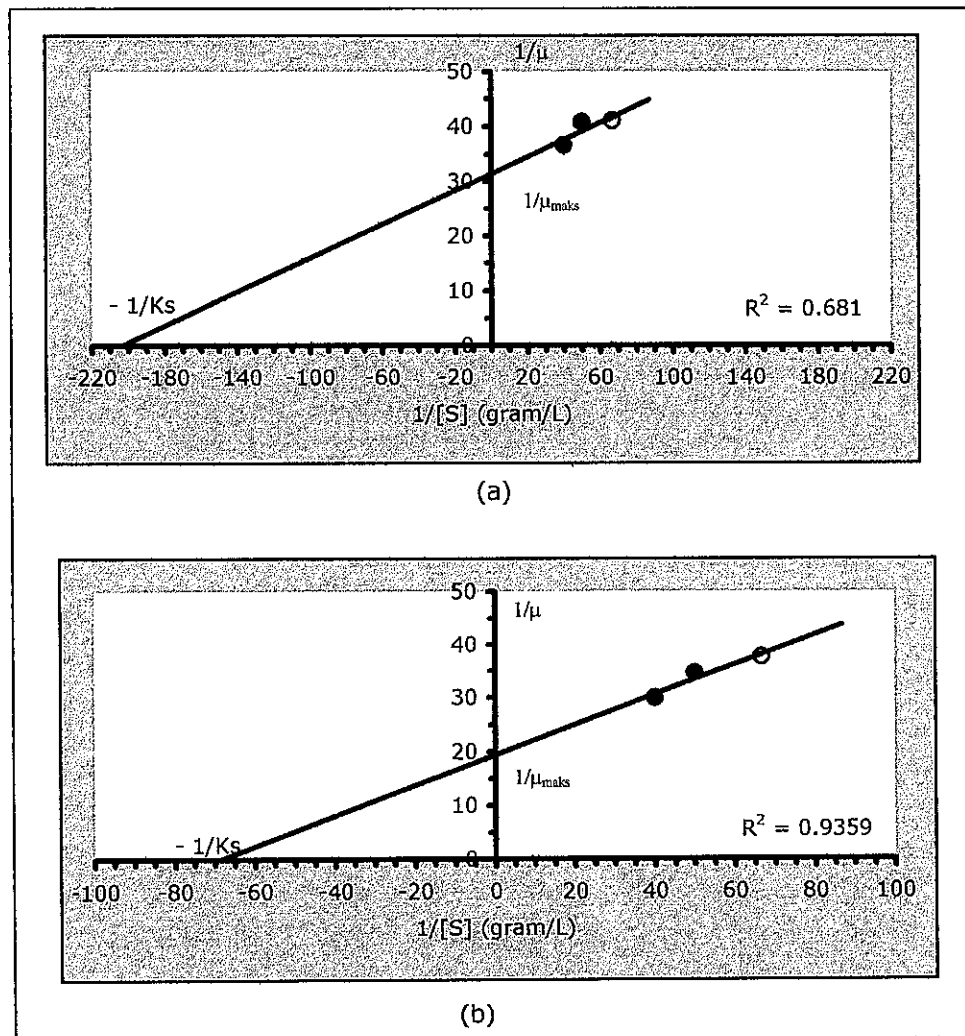 1/μ
50
40
30
1/μmaks
20
- 1/Ks
10
R² = 0.681
0
-220 -180 -140 -100 -60 -20 20 60 100 140 180 220
1/[S] (gram/L)
(a)
50
1/μ
40
30
20
1/μmaks
10
R² = 0.9359
- 1/Ks
0
-100 -80 -60 -40 -20 0 20 40 60 80 100
1/[S] (gram/L)
(b)